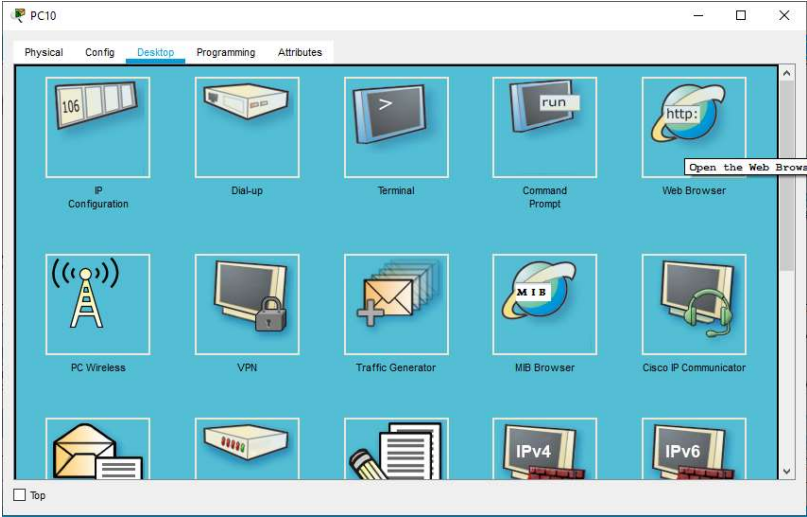 PC10
Physical Config Desktop Programming Attributes
106
>
run
http:
Open the Web Brows
IP
Configuration
Dial-up
Terminal
Command
Prompt
Web Browser
MIB
PC Wireless
VPN
Traffic Generator
MIB Browser
Cisco IP Communicator
IPv4
IPv6
Top